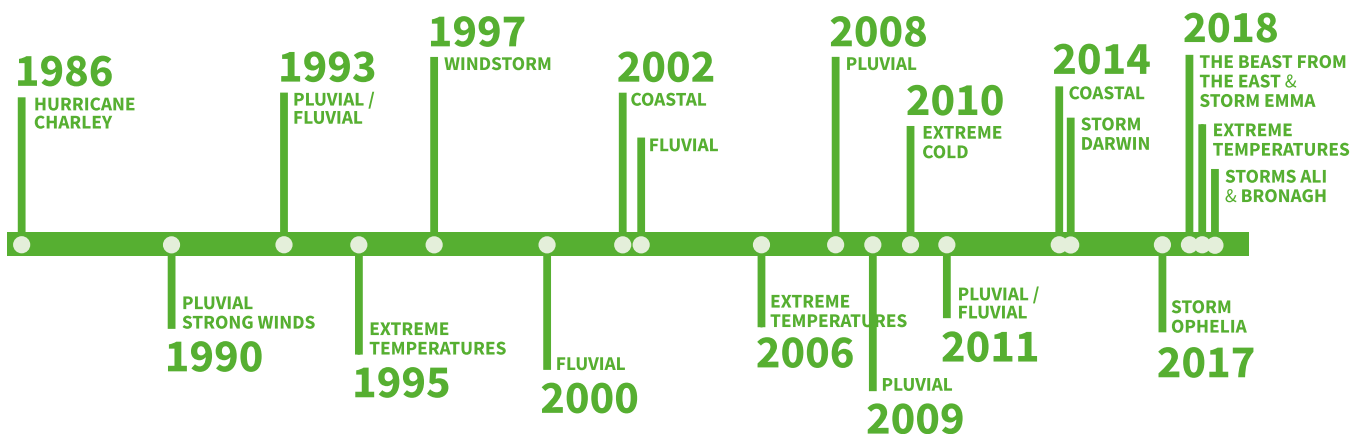 1986
HURRICANE
CHARLEY
PLUVIAL
STRONG WINDS
1990
1993
PLUVIAL /
FLUVIAL
EXTREME
TEMPERATURES
1995
1997
WINDSTORM
FLUVIAL
2000
2002
COASTAL
FLUVIAL
EXTREME
TEMPERATURES
2006
2008
PLUVIAL
PLUVIAL
2009
2010
EXTREME
COLD
PLUVIAL /
FLUVIAL
2011
2014
COASTAL
STORM
DARWIN
STORM
OPHELIA
2017
2018
THE BEAST FROM
THE EAST &
STORM EMMA
EXTREME
TEMPERATURES
STORMS ALI
& BRONAGH